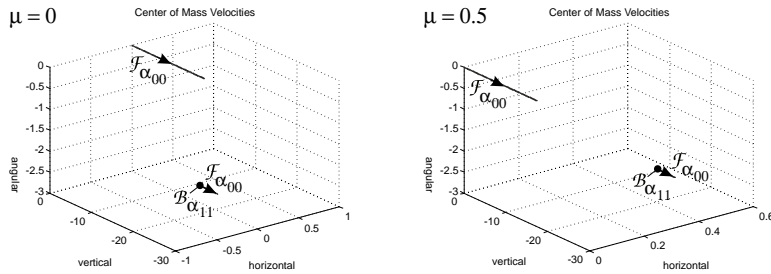 μ = 0
Center of Mass Velocities
ℱα00
0
-0.5
-1
-1.5
-2
-2.5
-3
angular
ℱα00
ℬα11
0
-10
-20
-30
vertical
-1
-0.5
0
0.5
1
horizontal
μ = 0.5
Center of Mass Velocities
ℱα00
0
-0.5
-1
-1.5
-2
-2.5
-3
angular
ℱα00
ℬα11
0
-10
-20
-30
vertical
0
0.2
0.4
0.6
horizontal